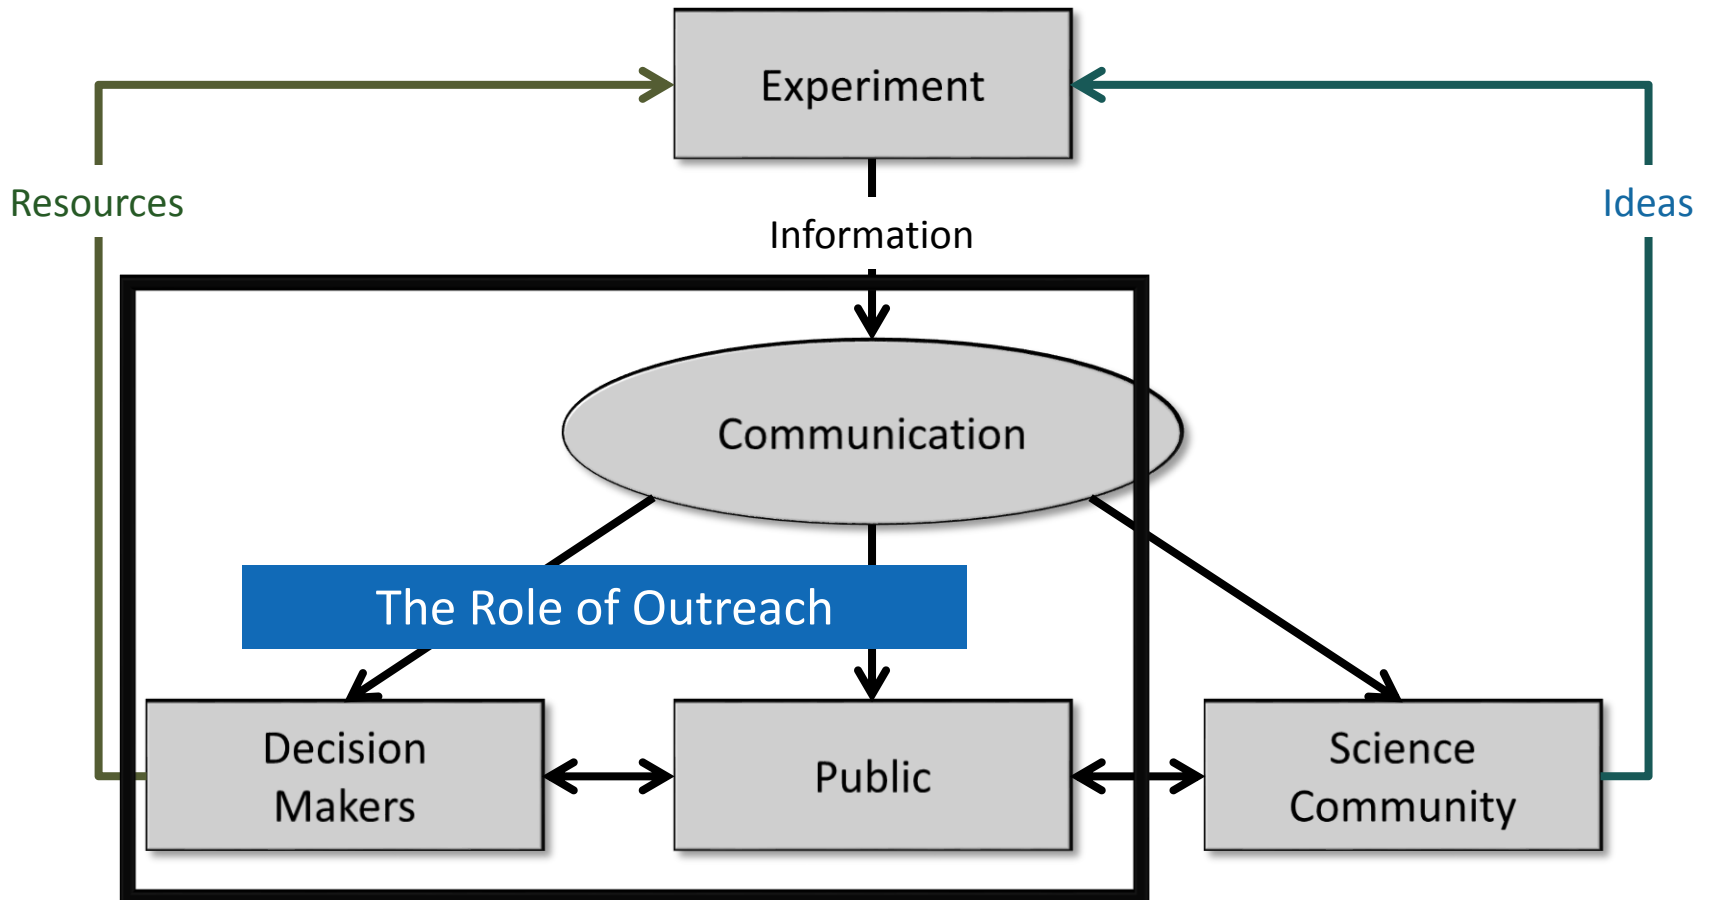 Experiment
Resources
Ideas
Information
Communication
The Role of Outreach
Decision
Makers
Public
Science
Community